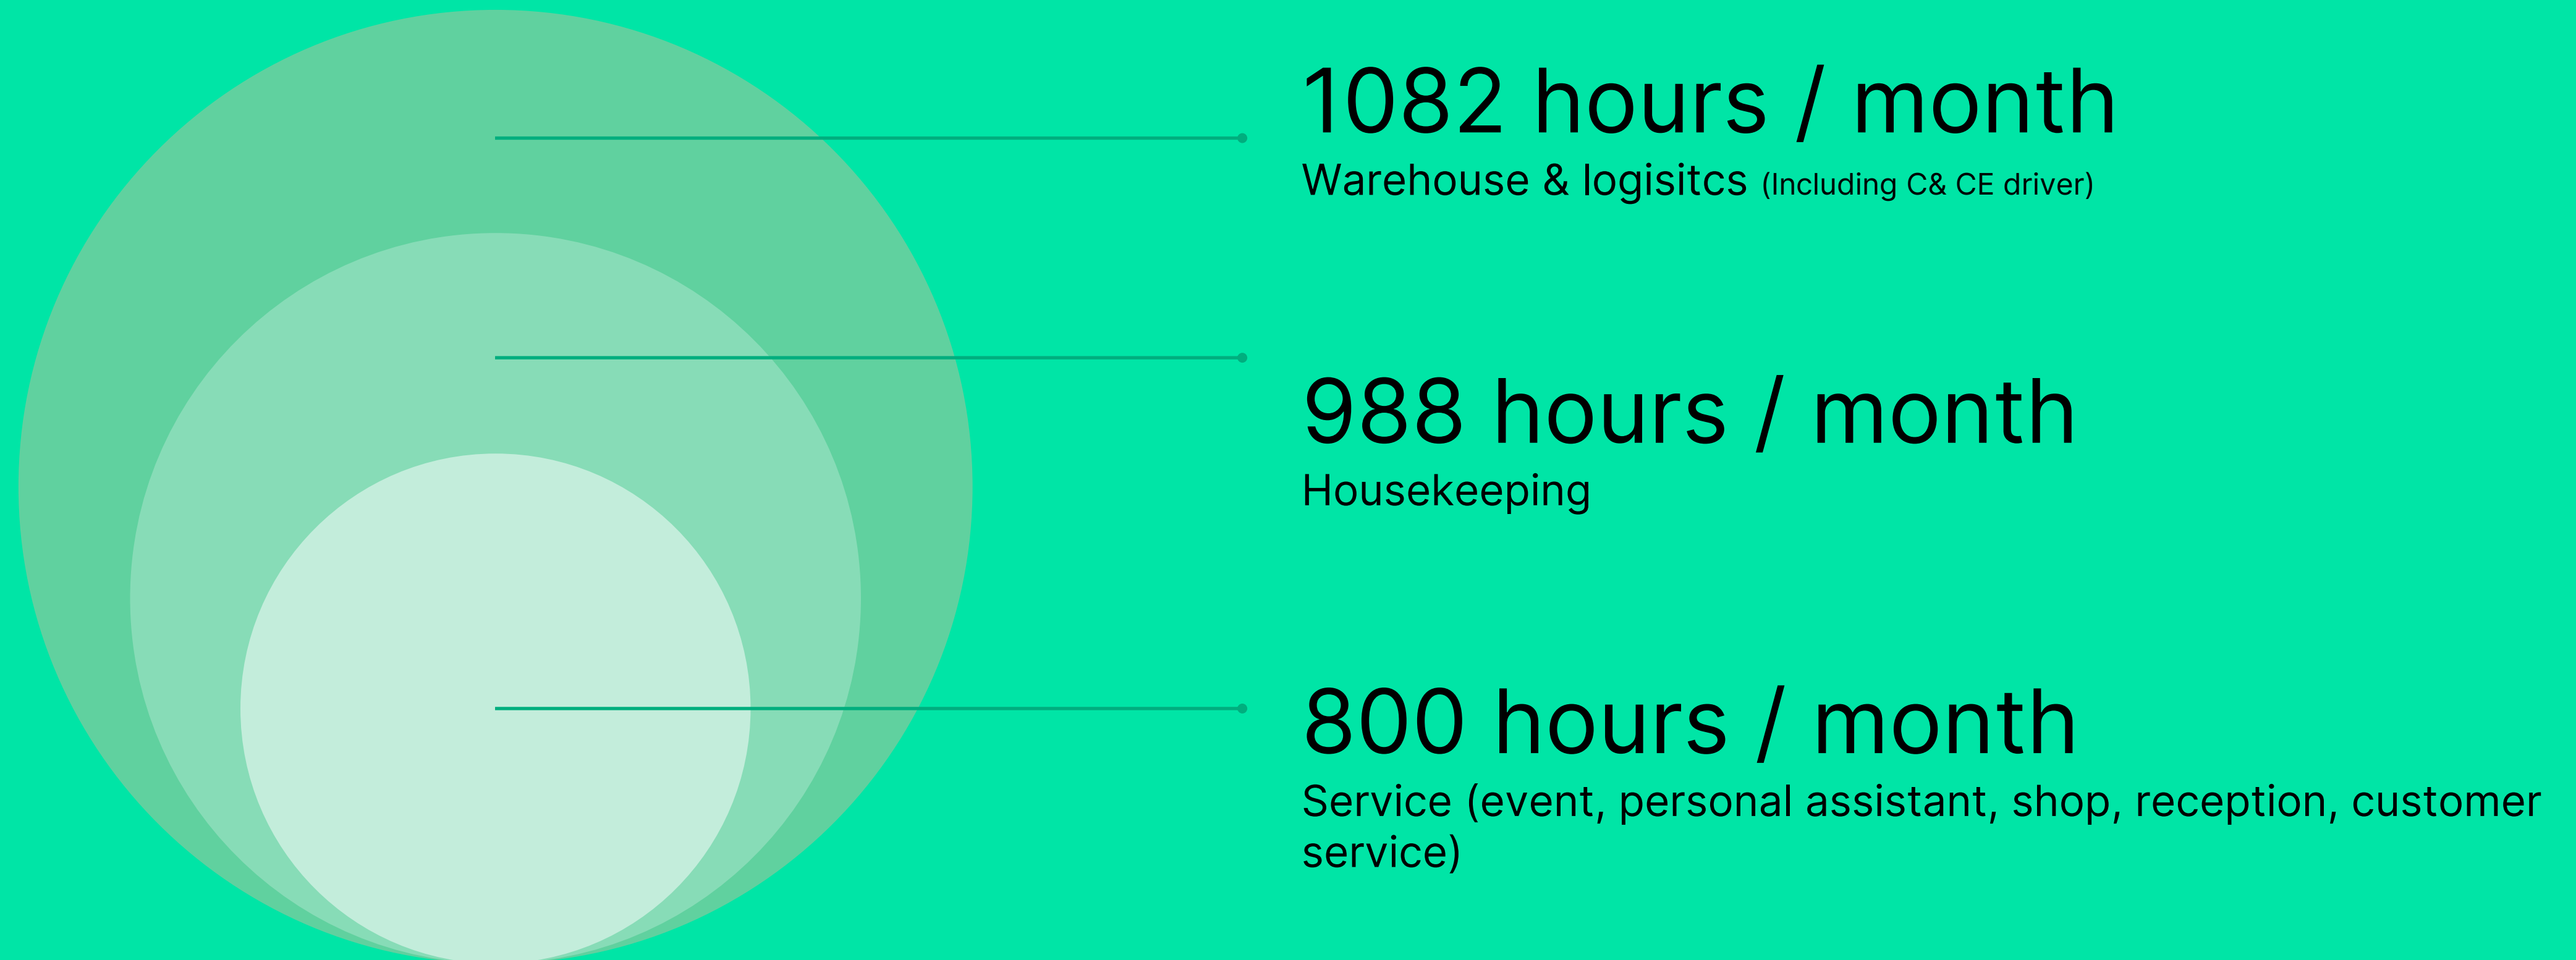 1082 hours / month
Warehouse & logisitcs (Including C& CE driver)
988 hours / month
Housekeeping
800 hours / month
Service (event, personal assistant, shop, reception, customer
service)